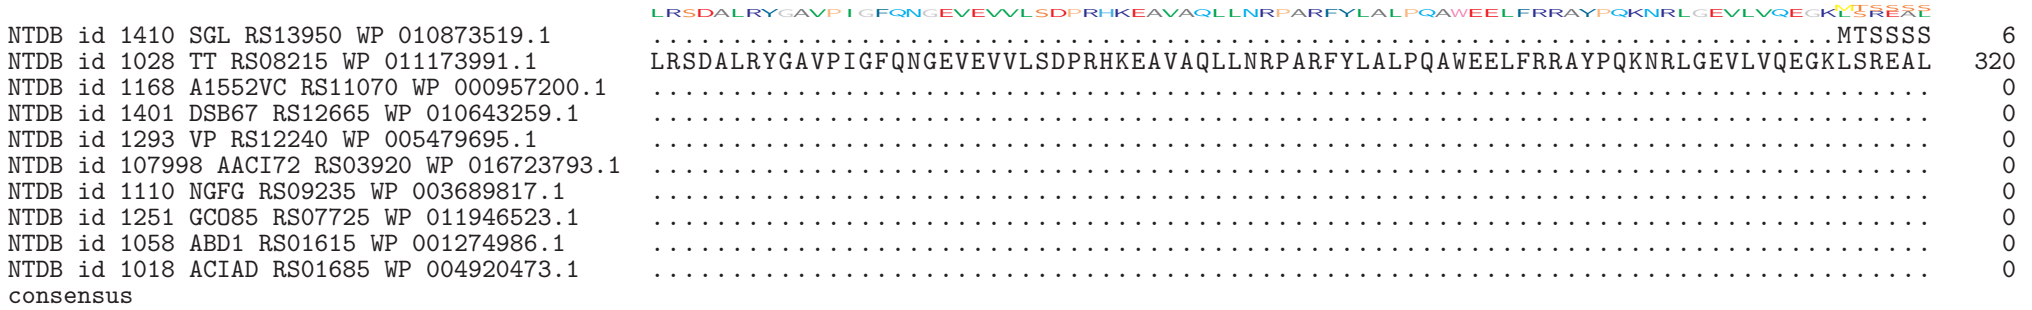 LRSDALRYGAVPIGFQNGEVEVVLSDPRHKEAVAQLLNRPARFYLALPQAWEELFRRAYPQKNRLGEVLVQEGKLSREAL
NTDB id 1410 SGL RS13950 WP 010873519.1 ..........................................................................MTSSSS 6
NTDB id 1028 TT RS08215 WP 011173991.1 LRSDALRYGAVPIGFQNGEVEVVLSDPRHKEAVAQLLNRPARFYLALPQAWEELFRRAYPQKNRLGEVLVQEGKLSREAL 320
NTDB id 1168 A1552VC RS11070 WP 000957200.1 ................................................................................ 0
NTDB id 1401 DSB67 RS12665 WP 010643259.1 ................................................................................ 0
NTDB id 1293 VP RS12240 WP 005479695.1 ................................................................................ 0
NTDB id 107998 AACI72 RS03920 WP 016723793.1 ................................................................................ 0
NTDB id 1110 NGFG RS09235 WP 003689817.1 ................................................................................ 0
NTDB id 1251 GCO85 RS07725 WP 011946523.1 ................................................................................ 0
NTDB id 1058 ABD1 RS01615 WP 001274986.1 ................................................................................ 0
NTDB id 1018 ACIAD RS01685 WP 004920473.1 ................................................................................ 0
consensus